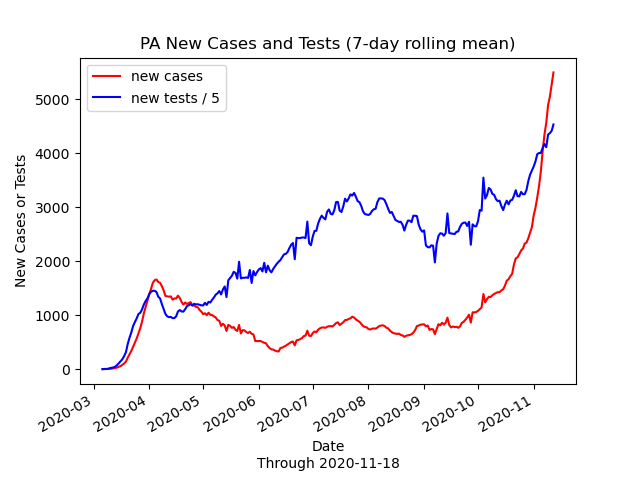 PA New Cases and Tests (7-day rolling mean)
new cases
new tests / 5
New Cases or Tests
5000
4000
3000
2000
1000
0
2020-03
2020-04
2020-05
2020-06
2020-07
2020-08
2020-09
2020-10
2020-11
Date
Through 2020-11-18